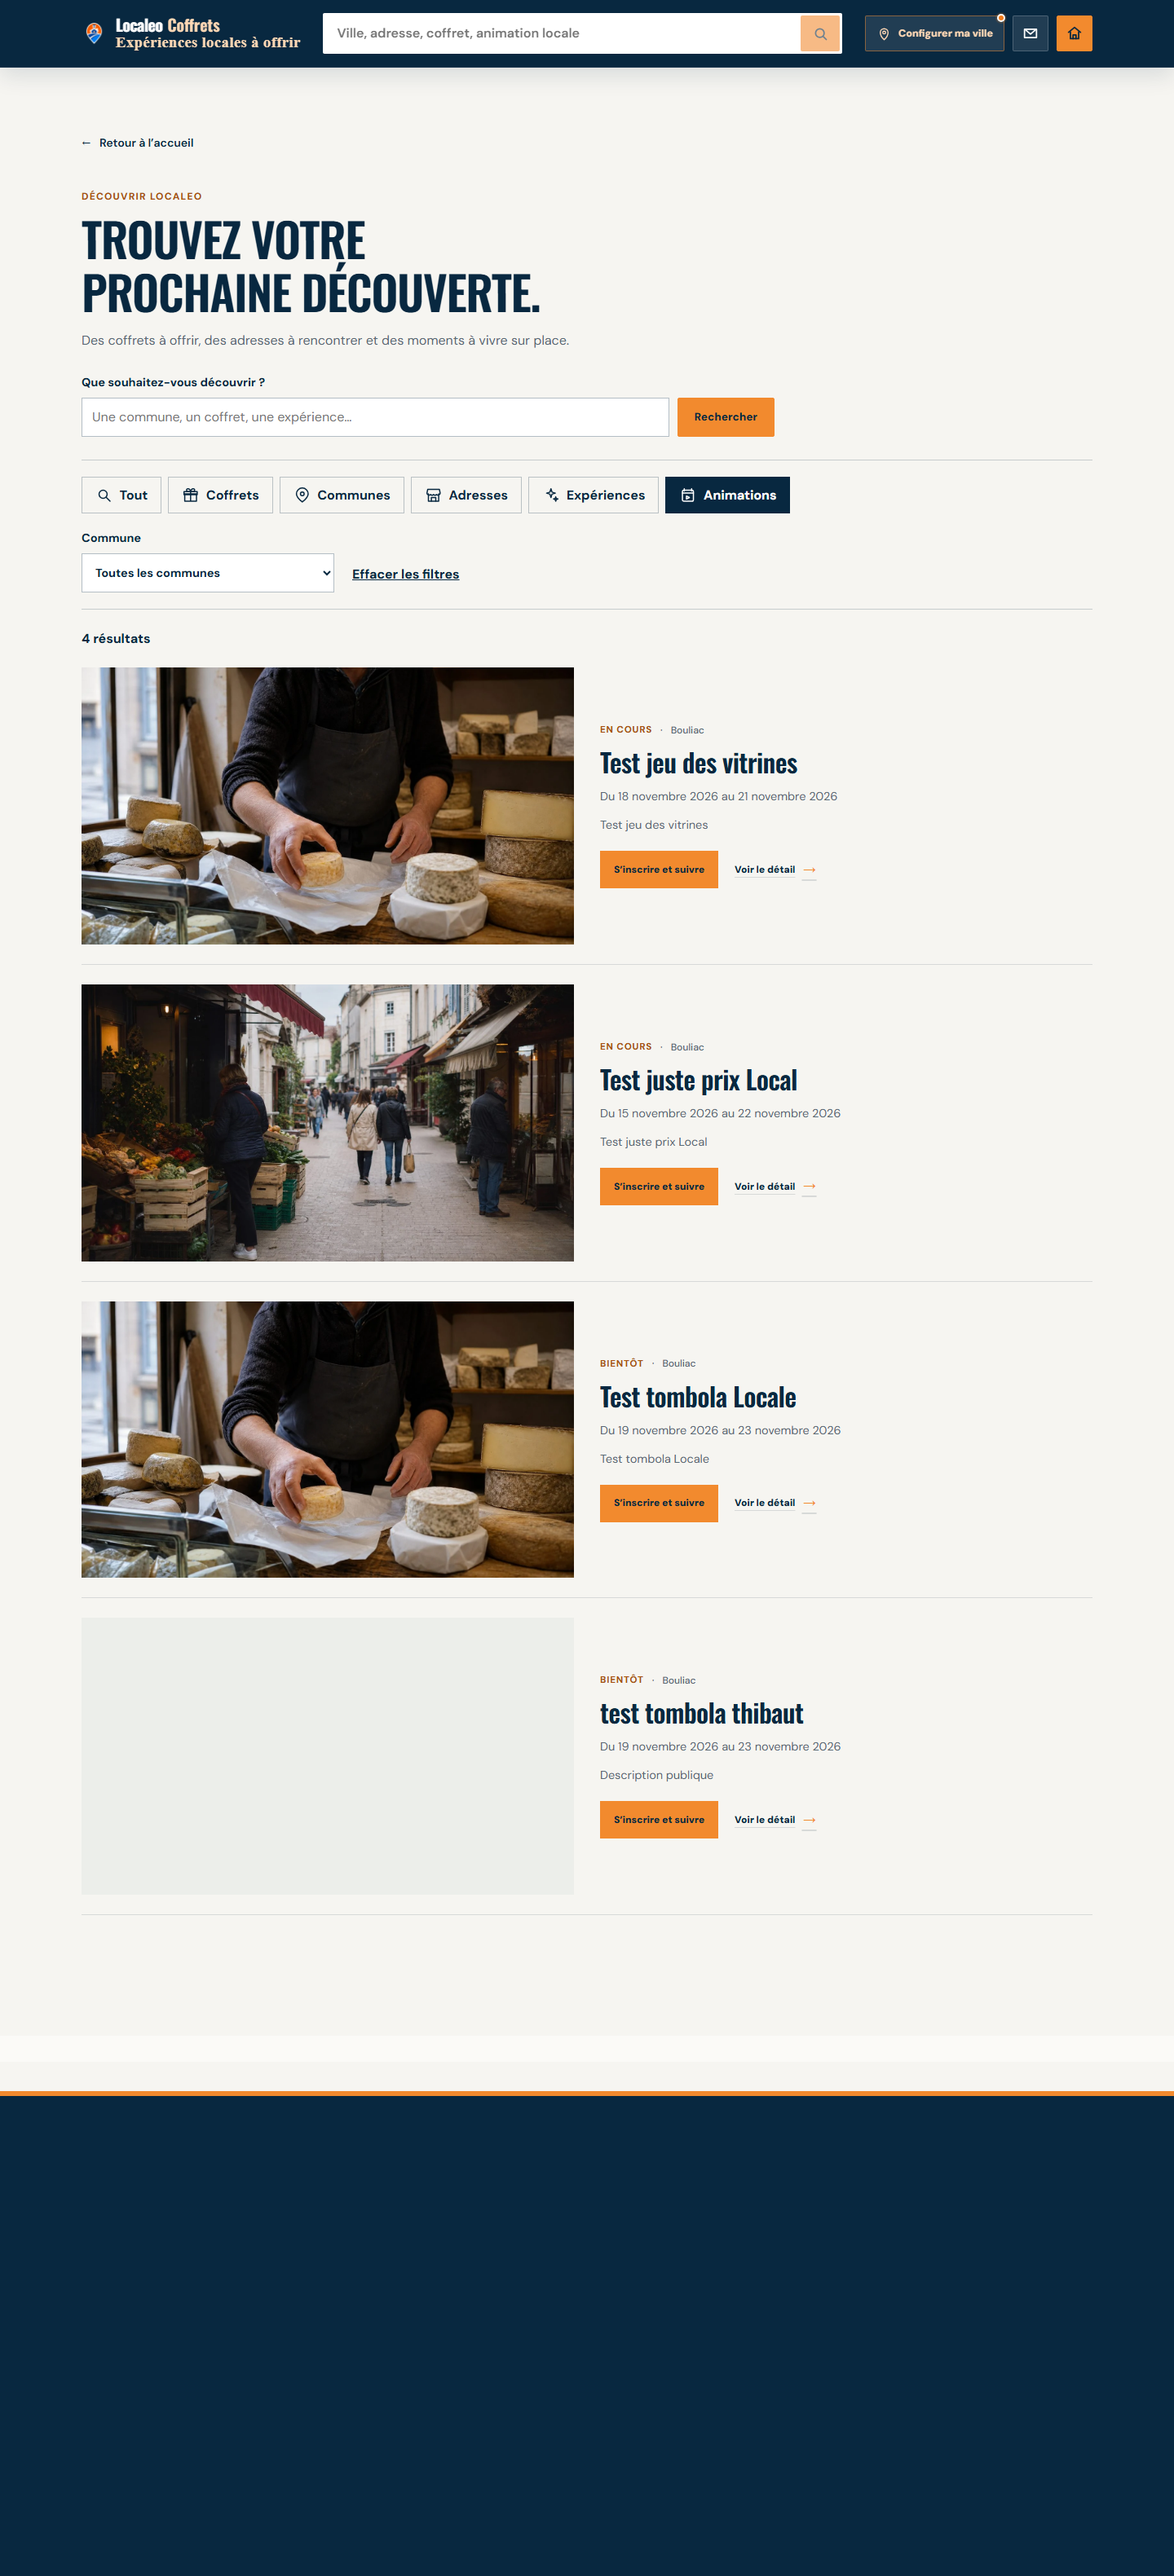 Localeo Coffrets
Expériences locales à offrir
Ville, adresse, coffret, animation locale
Configurer ma ville
← Retour à l’accueil
DÉCOUVRIR LOCALEO
TROUVEZ VOTRE
PROCHAINE DÉCOUVERTE.
Des coffrets à offrir, des adresses à rencontrer et des moments à vivre sur place.
Que souhaitez-vous découvrir ?
Une commune, un coffret, une expérience...
Rechercher
Tout
Coffrets
Communes
Adresses
Expériences
Animations
Commune
Toutes les communes
Effacer les filtres
4 résultats
EN COURS · Bouliac
Test jeu des vitrines
Du 18 novembre 2026 au 21 novembre 2026
Test jeu des vitrines
S’inscrire et suivre
Voir le détail →
EN COURS · Bouliac
Test juste prix Local
Du 15 novembre 2026 au 22 novembre 2026
Test juste prix Local
S’inscrire et suivre
Voir le détail →
BIENTÔT · Bouliac
Test tombola Locale
Du 19 novembre 2026 au 23 novembre 2026
Test tombola Locale
S’inscrire et suivre
Voir le détail →
BIENTÔT · Bouliac
test tombola thibaut
Du 19 novembre 2026 au 23 novembre 2026
Description publique
S’inscrire et suivre
Voir le détail →